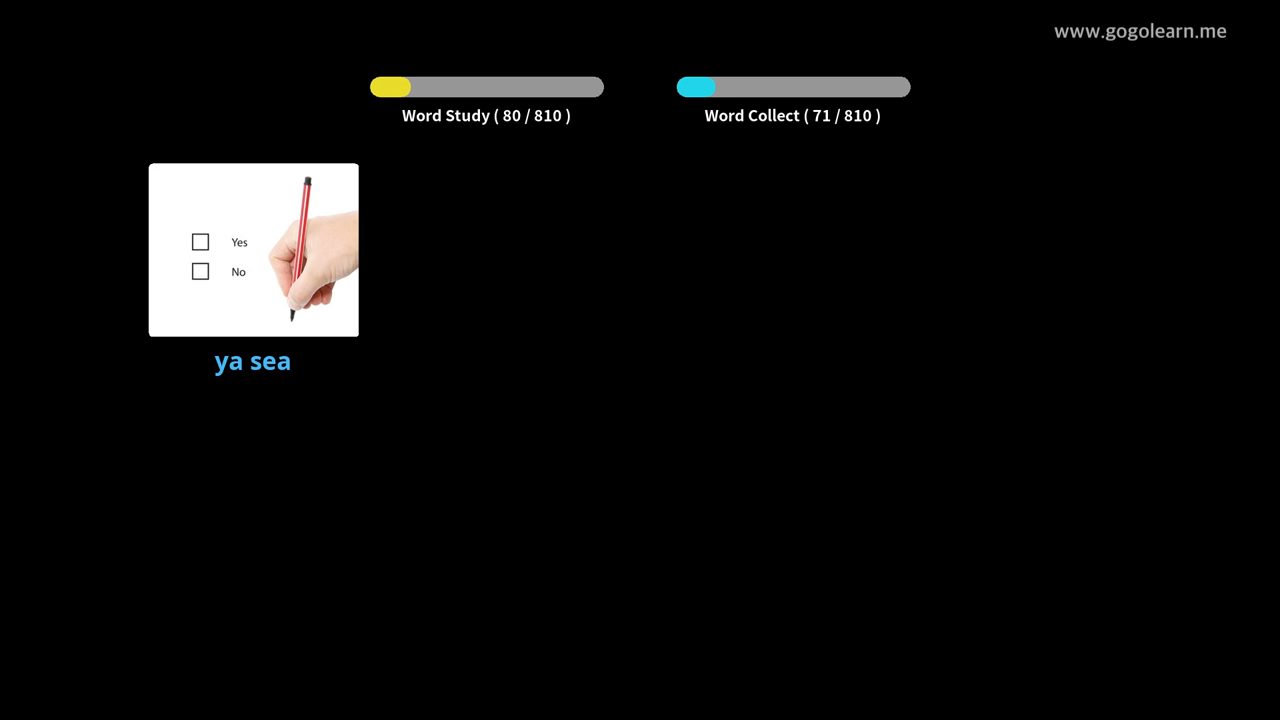 www.gogolearn.me
Word Study ( 80 / 810 )
Word Collect ( 71 / 810 )
Yes
No
ya sea